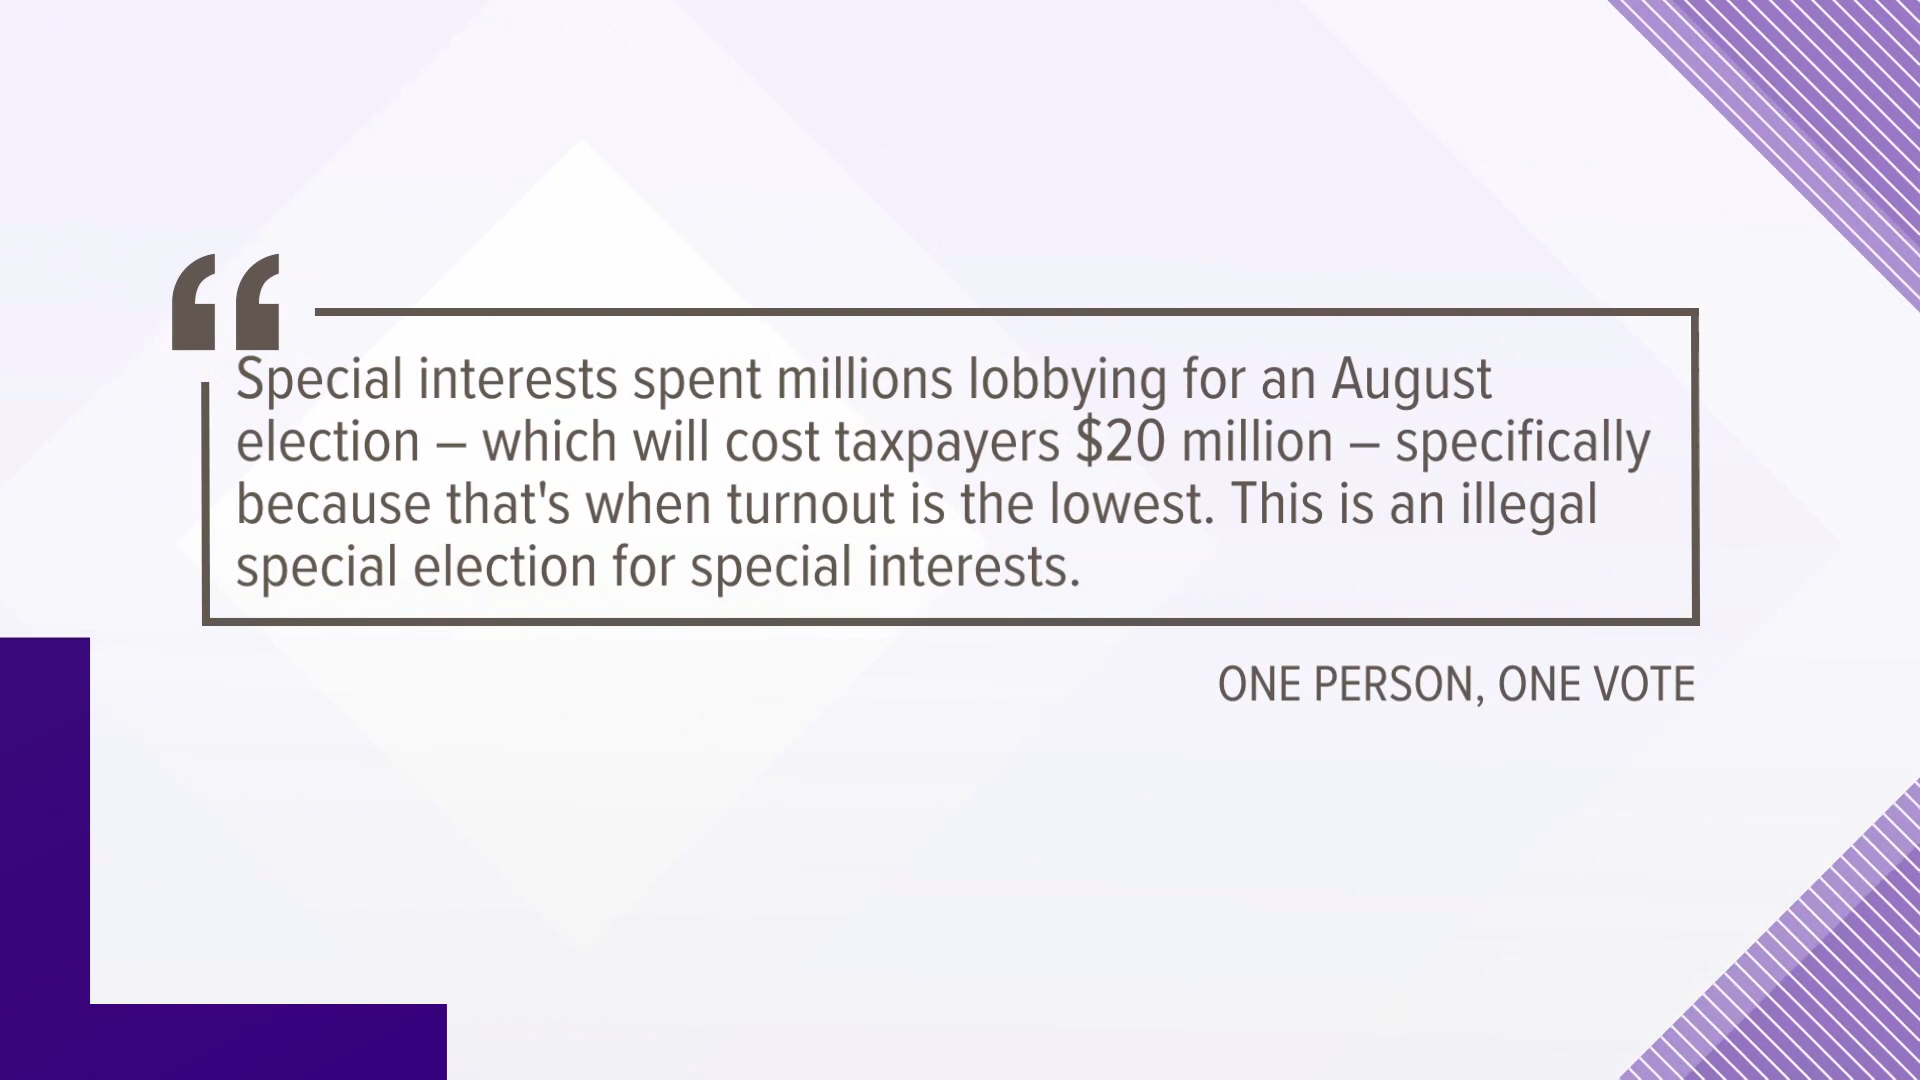 “
Special interests spent millions lobbying for an August
election – which will cost taxpayers $20 million – specifically
because that's when turnout is the lowest. This is an illegal
special election for special interests.
ONE PERSON, ONE VOTE